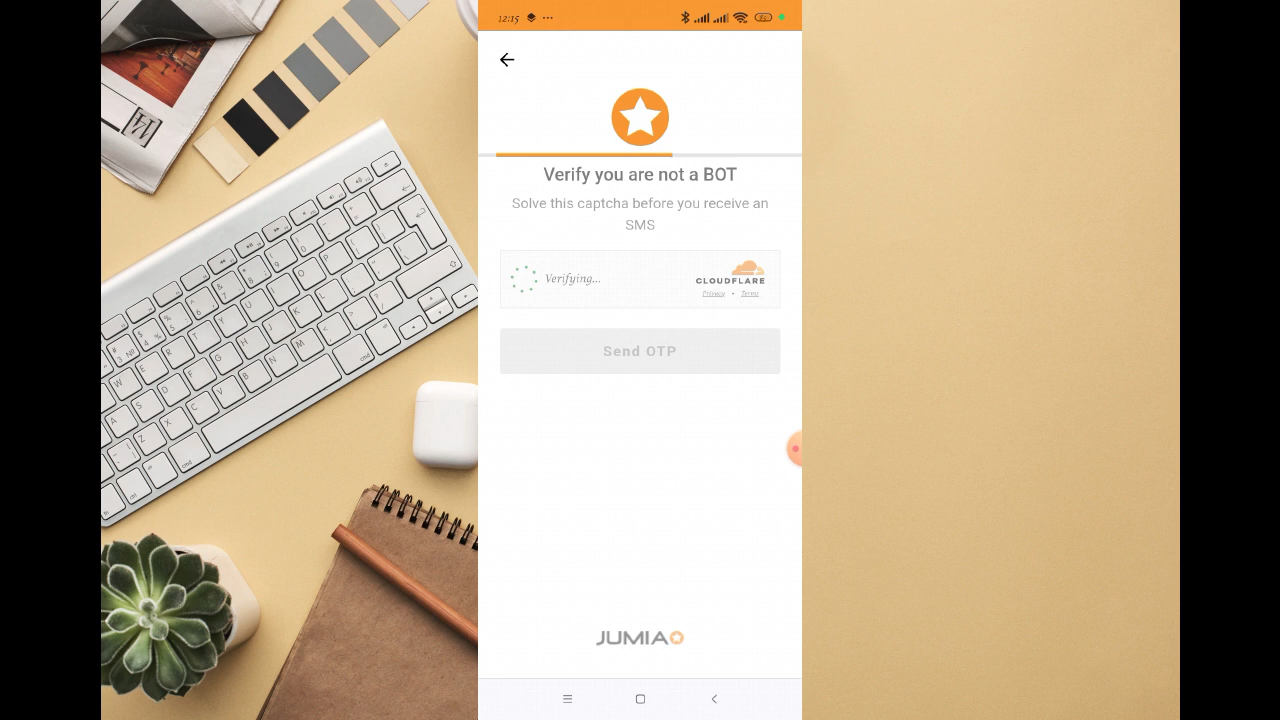 12:15 ...
Verify you are not a BOT
Solve this captcha before you receive an
SMS
Verifying...
CLOUDFLARE
Privacy • Terms
Send OTP
JUMIA